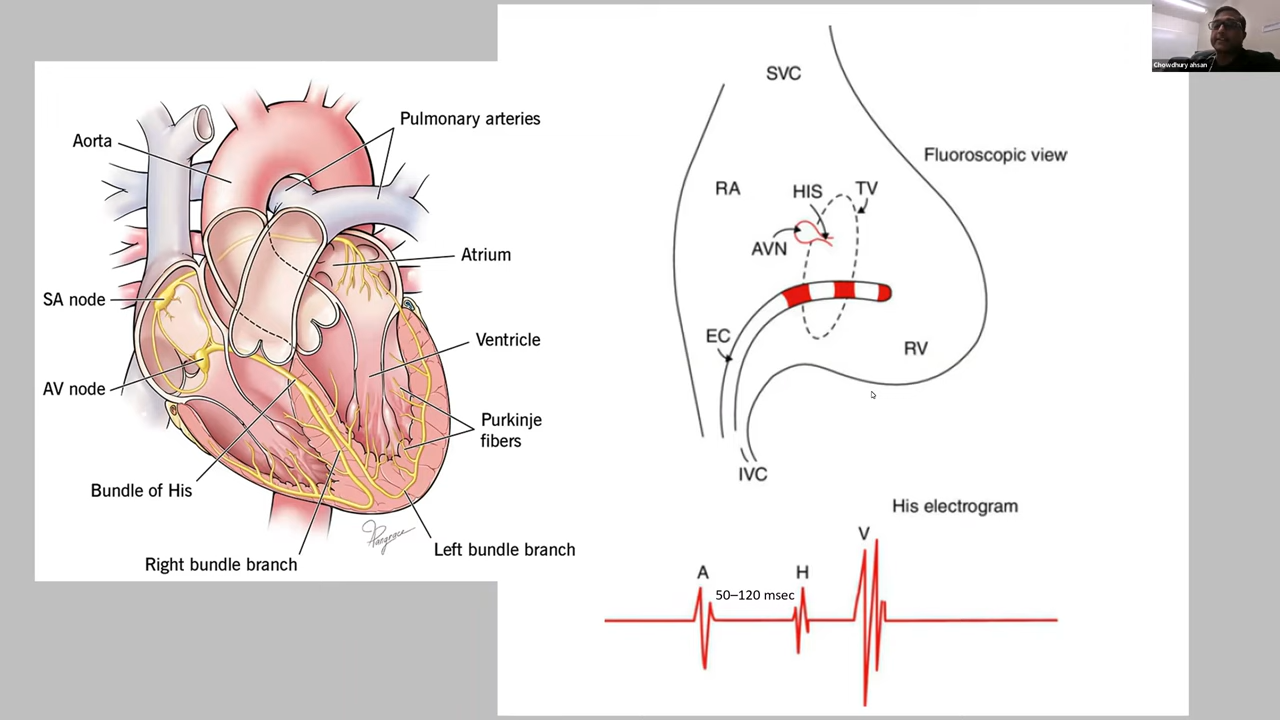 Chowdhury ahsan
Aorta
Pulmonary arteries
Atrium
SA node
Ventricle
AV node
Purkinje
fibers
Bundle of His
Right bundle branch
Left bundle branch
SVC
Fluoroscopic view
RA
HIS
TV
AVN
EC
RV
IVC
His electrogram
V
A
H
50–120 msec